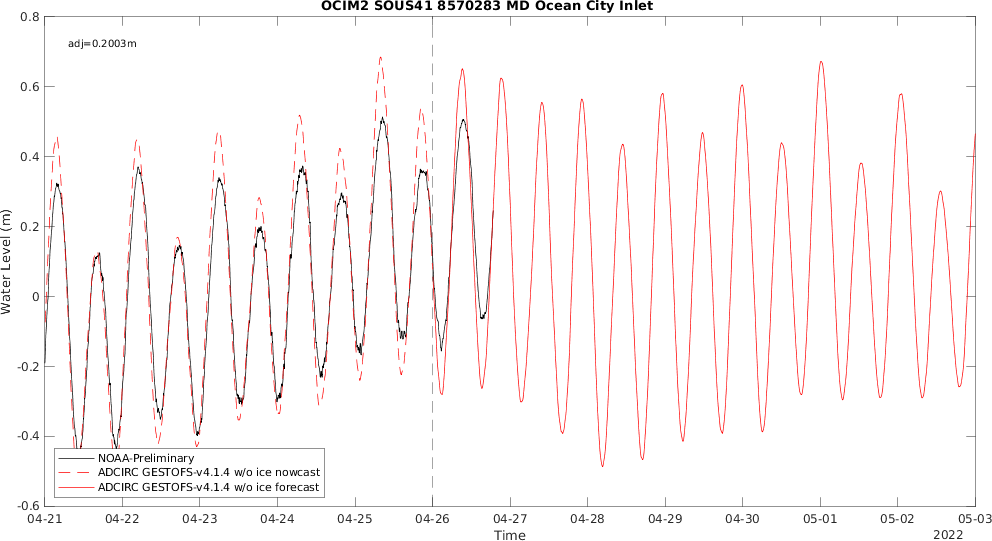 OCIM2 SOUS41 8570283 MD Ocean City Inlet
adj=0.2003m
Water Level (m)
0.8
0.6
0.4
0.2
0
-0.2
-0.4
-0.6
NOAA-Preliminary
ADCIRC GESTOFS-v4.1.4 w/o ice nowcast
ADCIRC GESTOFS-v4.1.4 w/o ice forecast
04-21 04-22 04-23 04-24 04-25 04-26 04-27 04-28 04-29 04-30 05-01 05-02 05-03
Time
2022